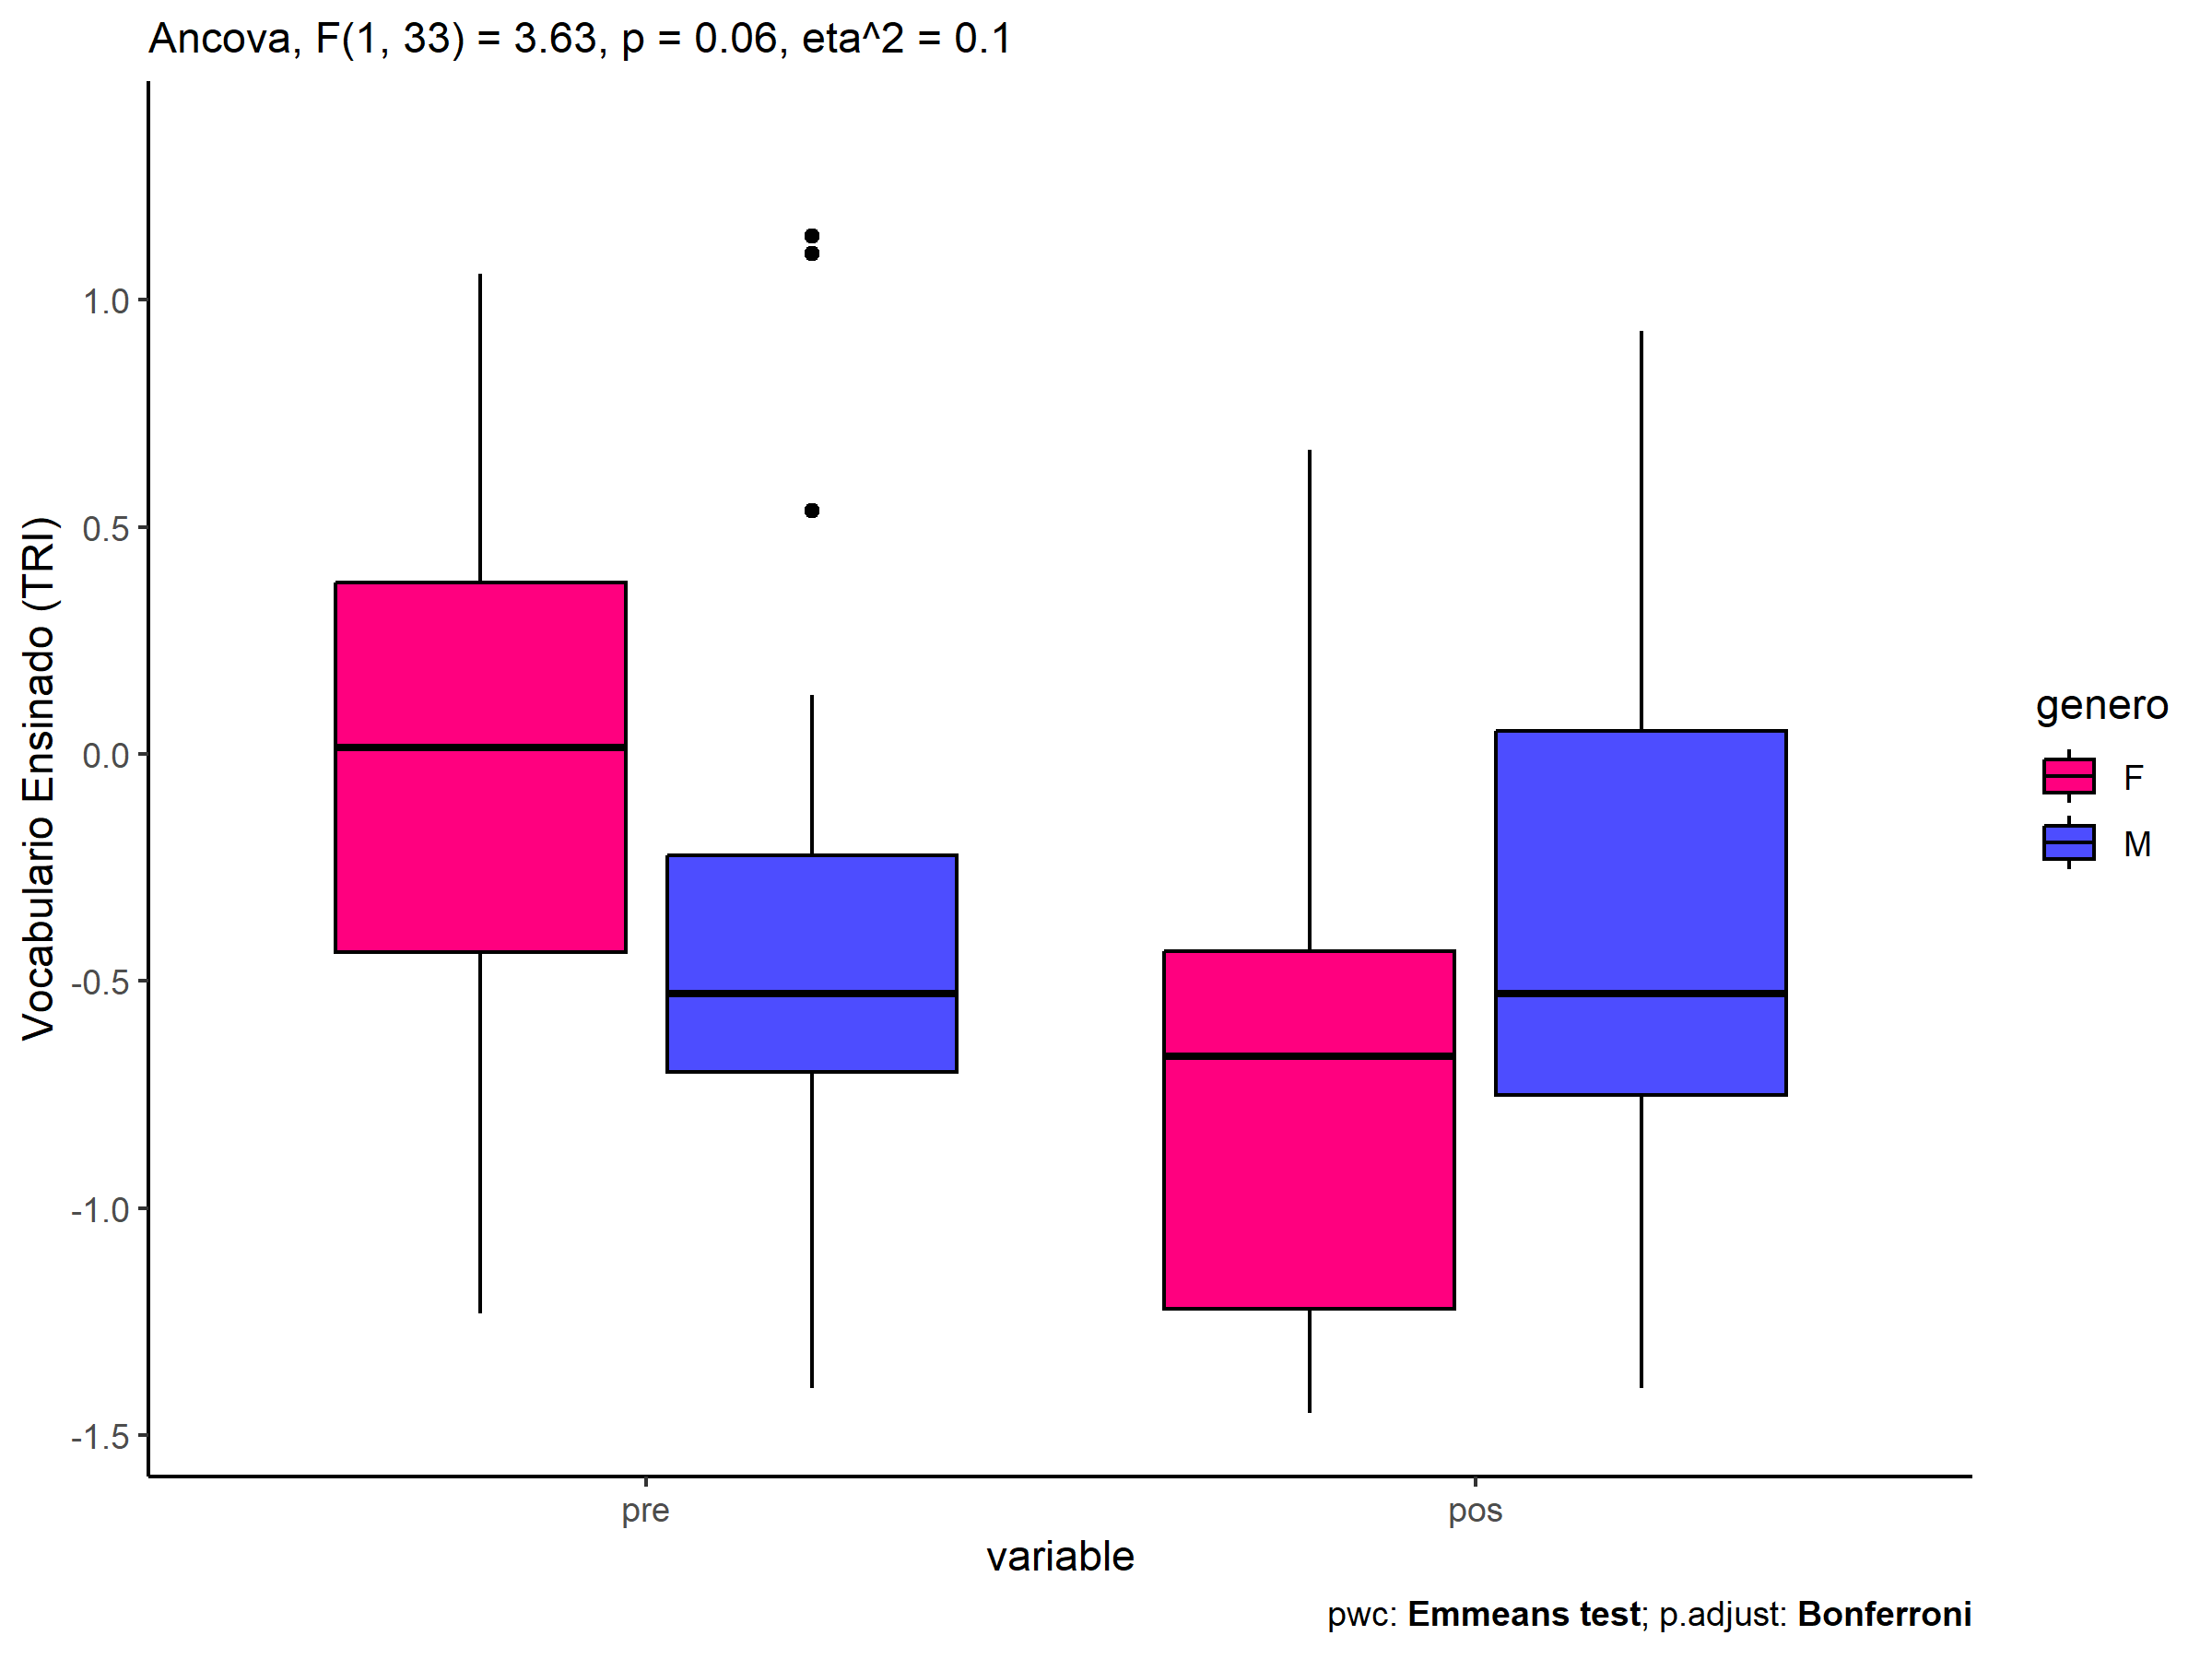 Ancova, F(1, 33) = 3.63, p = 0.06, eta^2 = 0.1
Vocabulario Ensinado (TRI)
1.0
0.5
0.0
-0.5
-1.0
-1.5
pre
pos
variable
genero
F
M
pwc: Emmeans test; p.adjust: Bonferroni